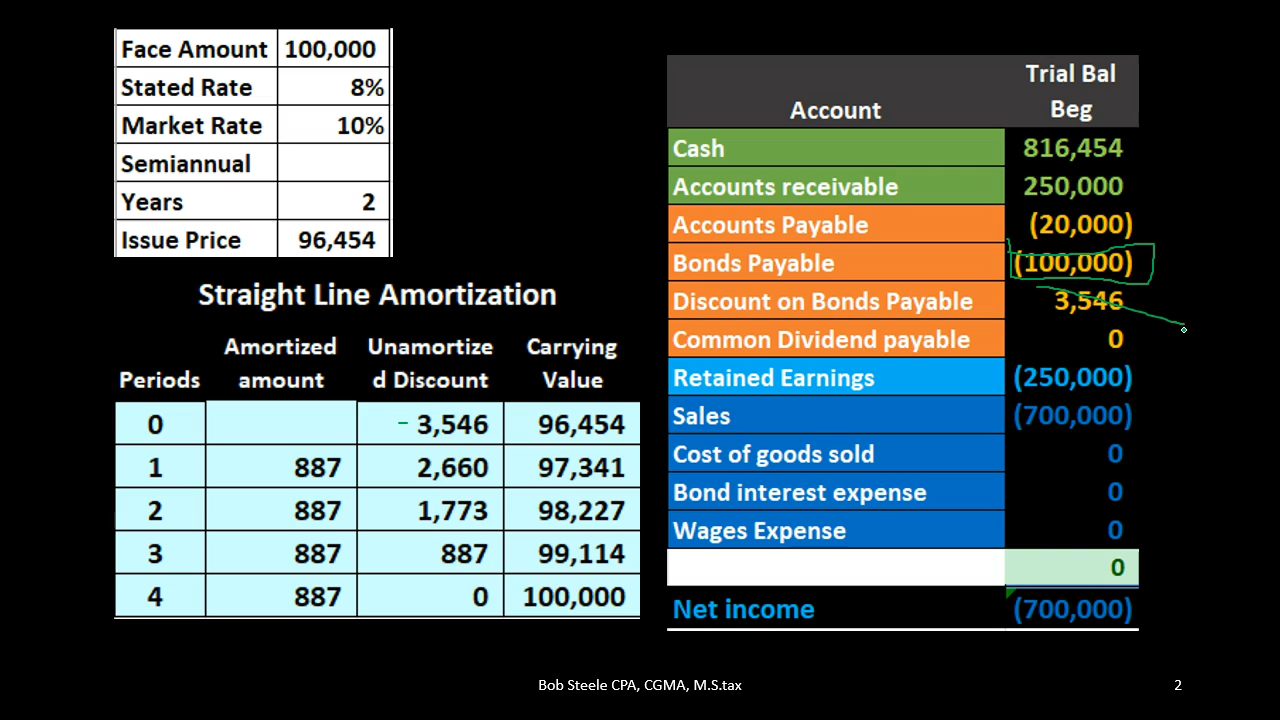 Face Amount 100,000
Stated Rate 8%
Market Rate 10%
Semiannual
Years 2
Issue Price 96,454
Straight Line Amortization
Periods Amortized amount Unamortize d Discount Carrying Value
0 3,546 96,454
1 887 2,660 97,341
2 887 1,773 98,227
3 887 887 99,114
4 887 0 100,000
Account Trial Bal Beg
Cash 816,454
Accounts receivable 250,000
Accounts Payable (20,000)
Bonds Payable (100,000)
Discount on Bonds Payable 3,546
Common Dividend payable 0
Retained Earnings (250,000)
Sales (700,000)
Cost of goods sold 0
Bond interest expense 0
Wages Expense 0
0
Net income (700,000)
Bob Steele CPA, CGMA, M.S.tax
2